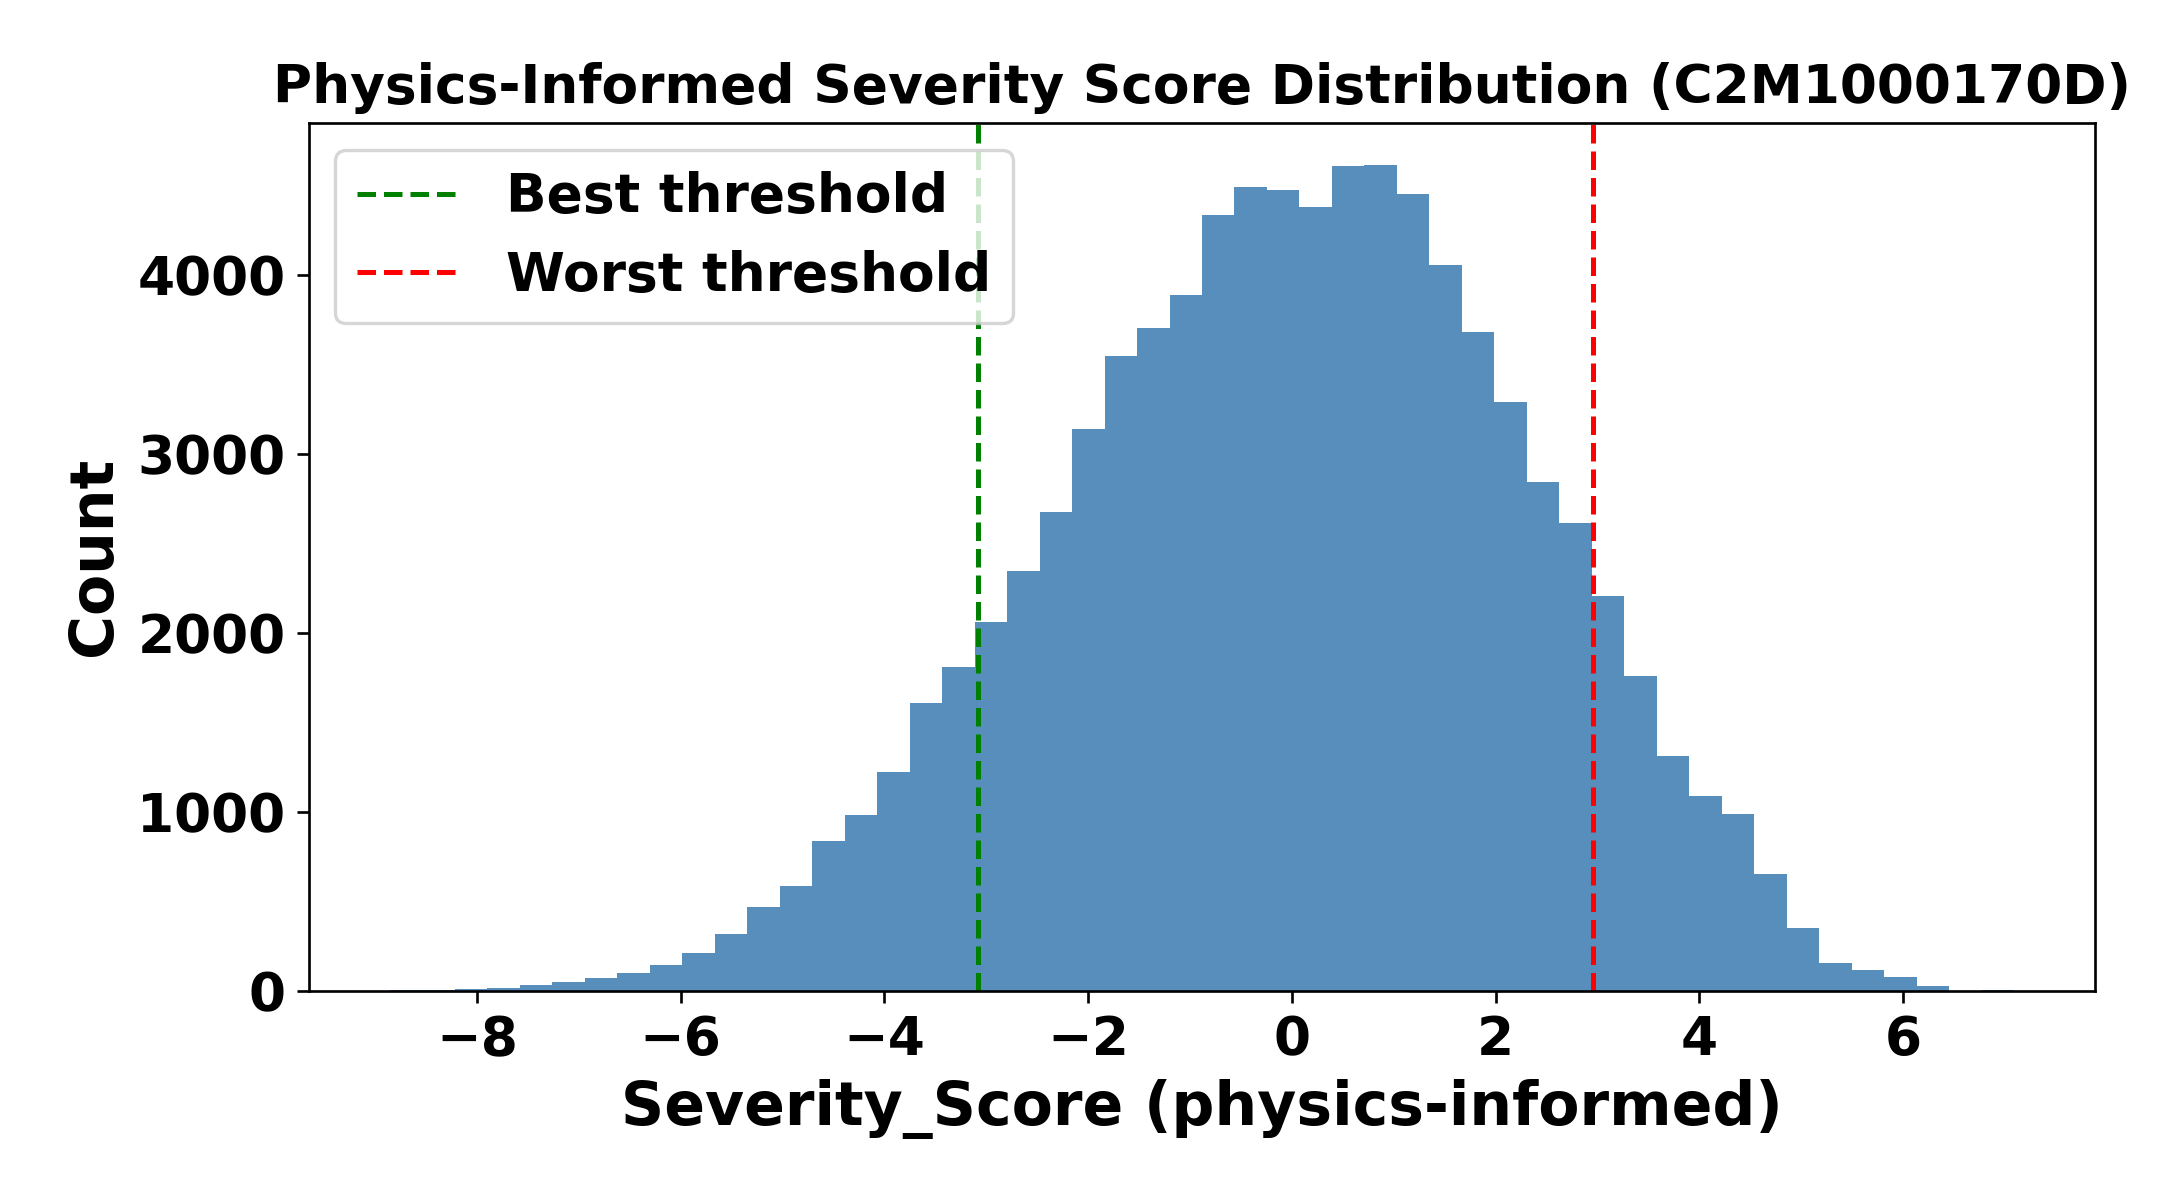 Physics-Informed Severity Score Distribution (C2M1000170D)
Best threshold
Worst threshold
Count
4000
3000
2000
1000
0
−8 −6 −4 −2 0 2 4 6
Severity_Score (physics-informed)